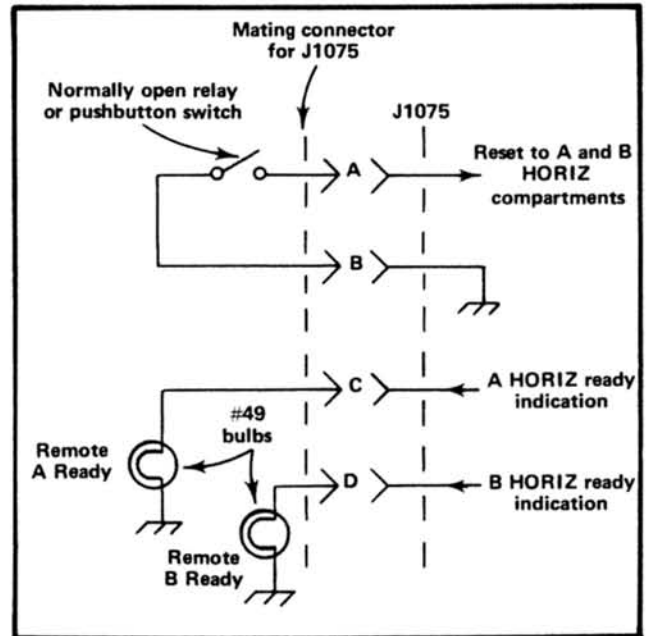 Mating connector
for J1075
Normally open relay
or pushbutton switch
J1075
A
Reset to A and B
HORIZ
compartments
B
C
A HORIZ ready
indication
#49
bulbs
Remote
A Ready
D
B HORIZ ready
indication
Remote
B Ready